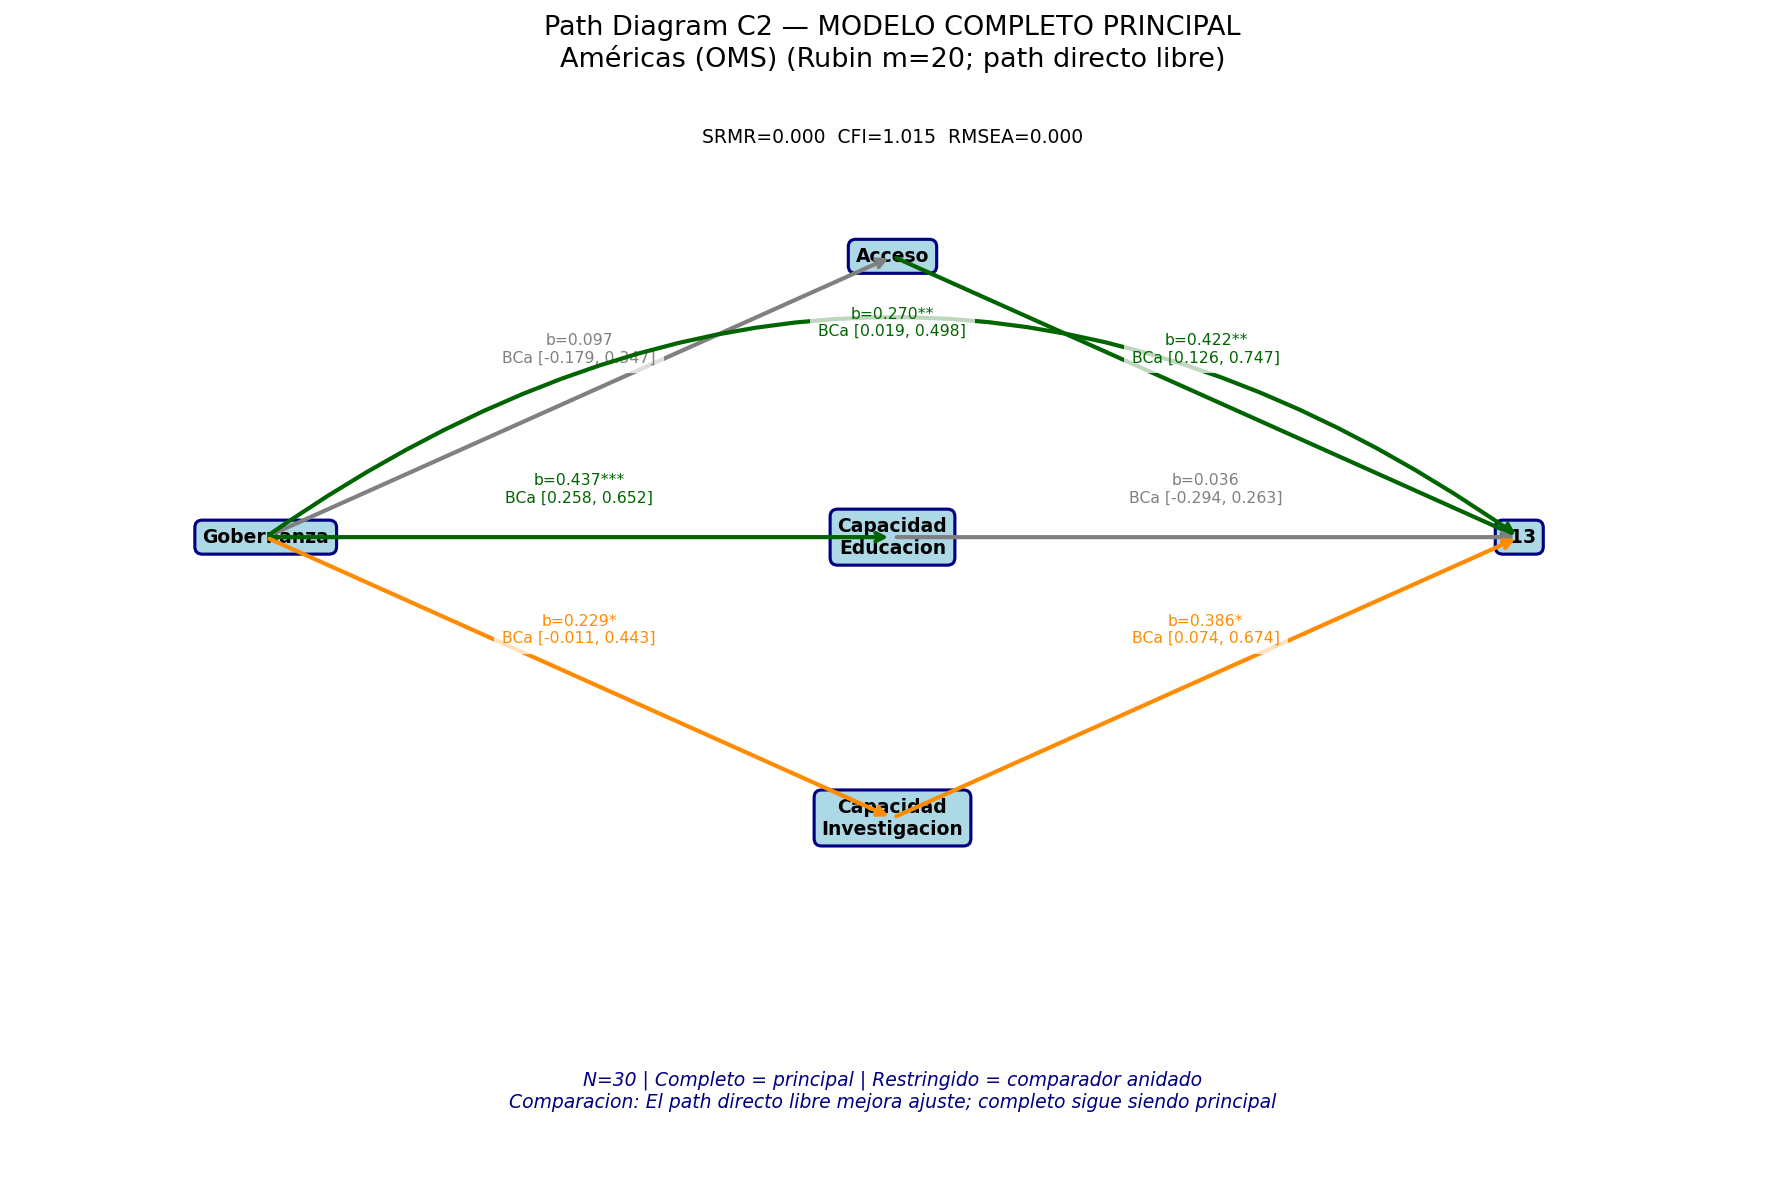 Path Diagram C2 — MODELO COMPLETO PRINCIPAL
Américas (OMS) (Rubin m=20; path directo libre)
SRMR=0.000  CFI=1.015  RMSEA=0.000
Acceso
b=0.270**
BCa [0.019, 0.498]
b=0.097
BCa [-0.179, 0.347]
b=0.422**
BCa [0.126, 0.747]
b=0.437***
BCa [0.258, 0.652]
b=0.036
BCa [-0.294, 0.263]
Gobernanza
Capacidad
Educacion
13
b=0.229*
BCa [-0.011, 0.443]
b=0.386*
BCa [0.074, 0.674]
Capacidad
Investigacion
N=30 | Completo = principal | Restringido = comparador anidado
Comparacion: El path directo libre mejora ajuste; completo sigue siendo principal